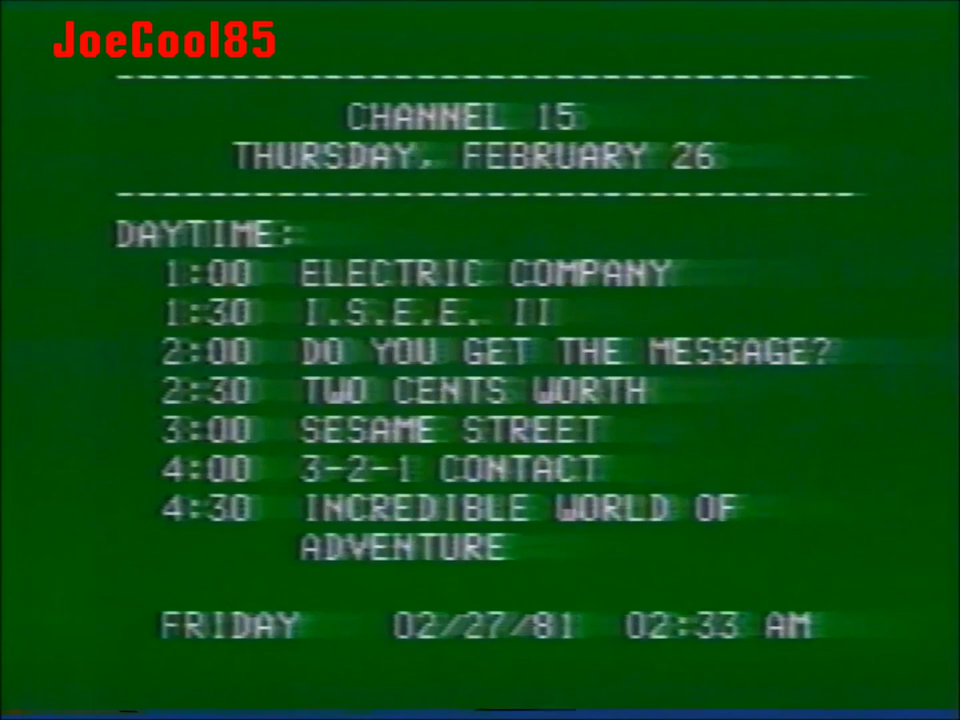 JoeCool85
--------------------------------
CHANNEL 15
THURSDAY, FEBRUARY 26
--------------------------------
DAYTIME:
1:00 ELECTRIC COMPANY
1:30 I.S.E.E. II
2:00 DO YOU GET THE MESSAGE?
2:30 TWO CENTS WORTH
3:00 SESAME STREET
4:00 3-2-1 CONTACT
4:30 INCREDIBLE WORLD OF
ADVENTURE
FRIDAY 02/27/81 02:33 AM